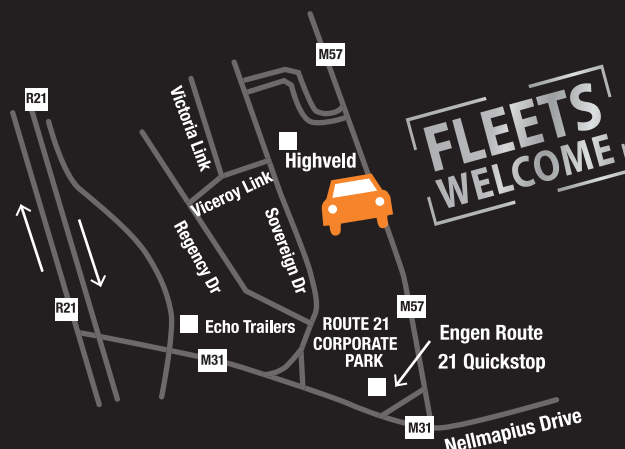 M57
R21
FLEETS
WELCOME
Victoria Link
Highveld
Viceroy Link
Regency Dr
Sovereign Dr
R21
M57
Echo Trailers
ROUTE 21
CORPORATE
PARK
Engen Route
21 Quickstop
M31
M31
Nellmapius Drive